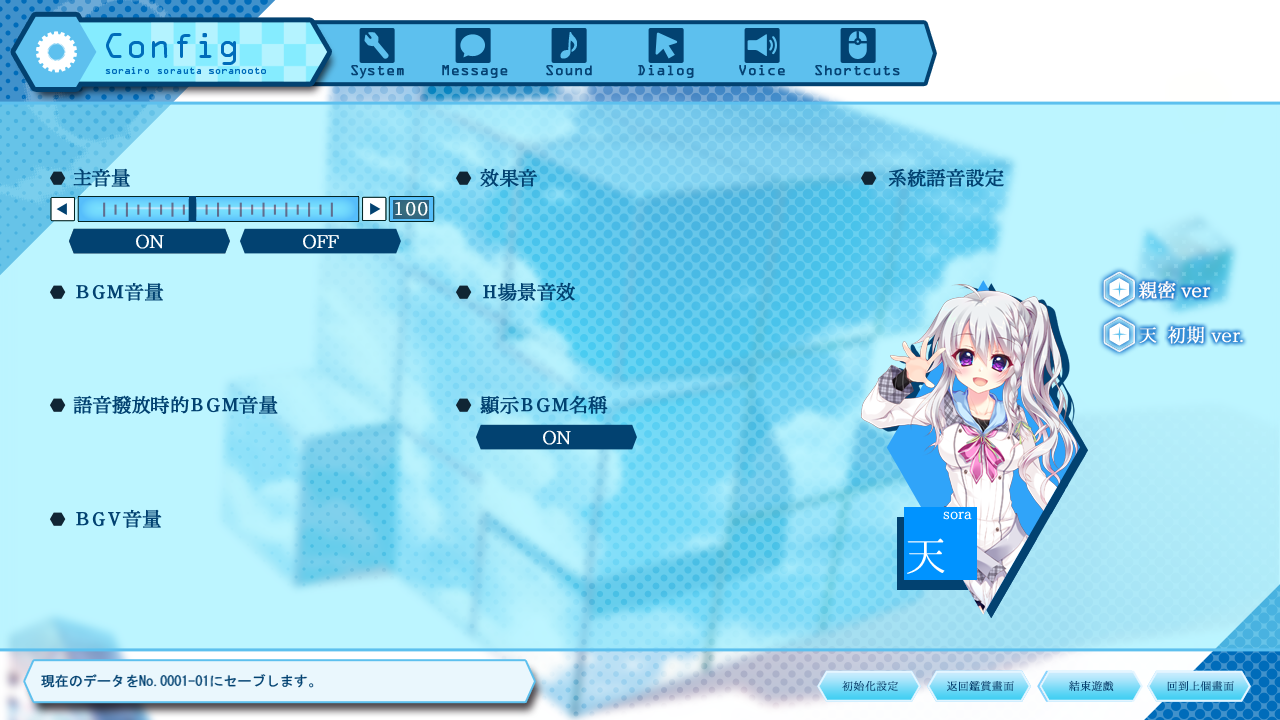 Config
sorairo sorauta soranooto
System
Message
Sound
Dialog
Voice
Shortcuts
主音量
100
ON
OFF
BGM音量
語音撥放時的BGM音量
BGV音量
效果音
H場景音效
顯示BGM名稱
ON
系統語音設定
親密 ver
天 初期 ver.
sora
天
現在のデータをNo.0001-01にセーブします。
初始化設定
返回鑑賞畫面
結束遊戲
回到上個畫面